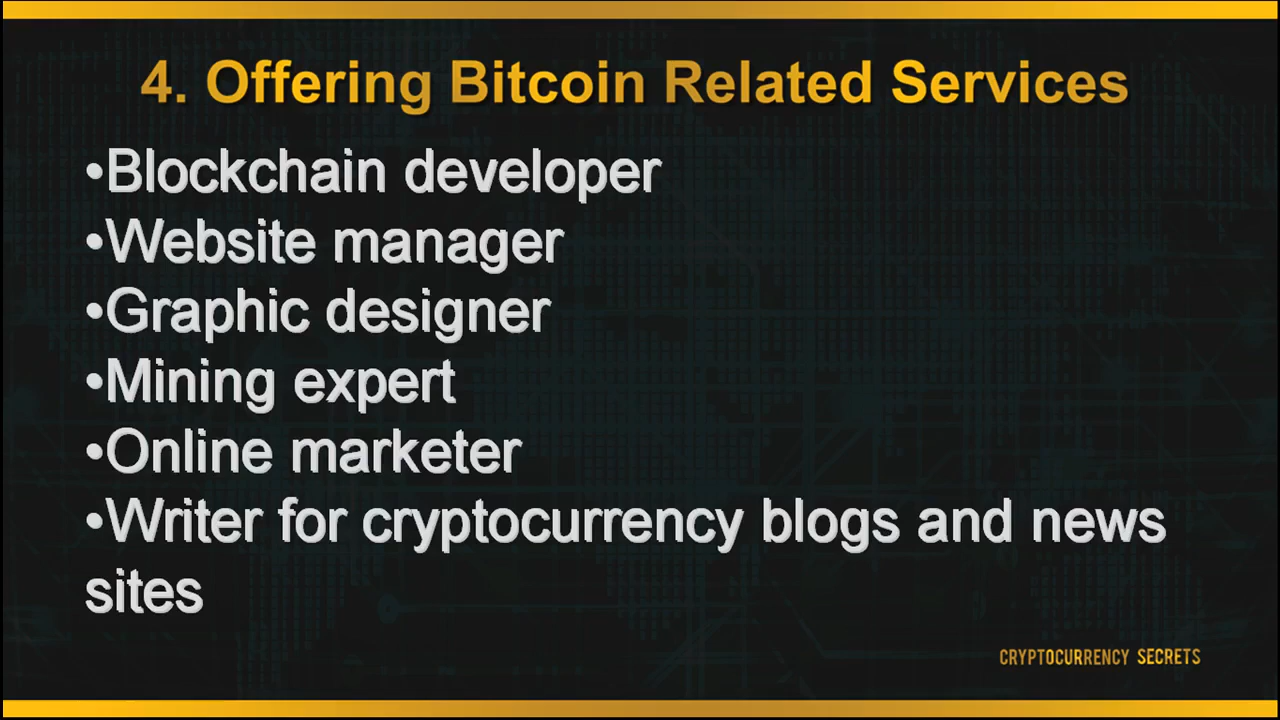 4. Offering Bitcoin Related Services
•Blockchain developer
•Website manager
•Graphic designer
•Mining expert
•Online marketer
•Writer for cryptocurrency blogs and news
sites
CRYPTOCURRENCY SECRETS